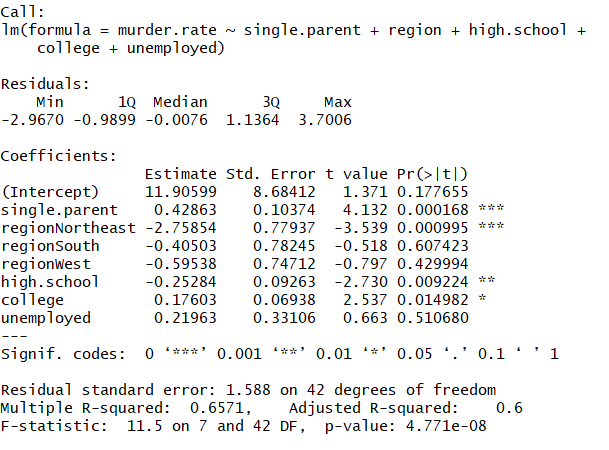 Call:
lm(formula = murder.rate ~ single.parent + region + high.school +
    college + unemployed)

Residuals:
    Min      1Q  Median      3Q     Max
-2.9670 -0.9899 -0.0076  1.1364  3.7006

Coefficients:
                Estimate Std. Error t value Pr(>|t|)
(Intercept)     11.90599    8.68412   1.371 0.177655
single.parent    0.42863    0.10374   4.132 0.000168 ***
regionNortheast -2.75854    0.77937  -3.539 0.000995 ***
regionSouth     -0.40503    0.78245  -0.518 0.607423
regionWest      -0.59538    0.74712  -0.797 0.429994
high.school     -0.25284    0.09263  -2.730 0.009224 **
college          0.17603    0.06938   2.537 0.014982 *
unemployed       0.21963    0.33106   0.663 0.510680
---
Signif. codes:  0 ‘***’ 0.001 ‘**’ 0.01 ‘*’ 0.05 ‘.’ 0.1 ‘ ’ 1

Residual standard error: 1.588 on 42 degrees of freedom
Multiple R-squared:  0.6571,    Adjusted R-squared:    0.6
F-statistic:  11.5 on 7 and 42 DF,  p-value: 4.771e-08